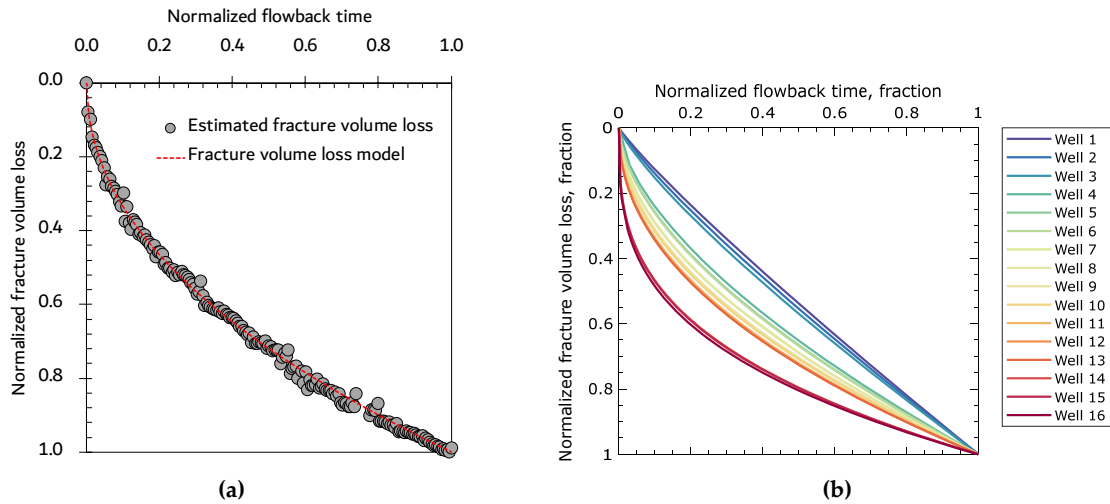 Normalized flowback time
0.0 0.2 0.4 0.6 0.8 1.0
Normalized fracture volume loss
0.0
0.2
0.4
0.6
0.8
1.0
Estimated fracture volume loss
Fracture volume loss model
(a)
Normalized flowback time, fraction
0 0.2 0.4 0.6 0.8 1
Normalized fracture volume loss, fraction
0
0.2
0.4
0.6
0.8
1
Well 1
Well 2
Well 3
Well 4
Well 5
Well 6
Well 7
Well 8
Well 9
Well 10
Well 11
Well 12
Well 13
Well 14
Well 15
Well 16
(b)